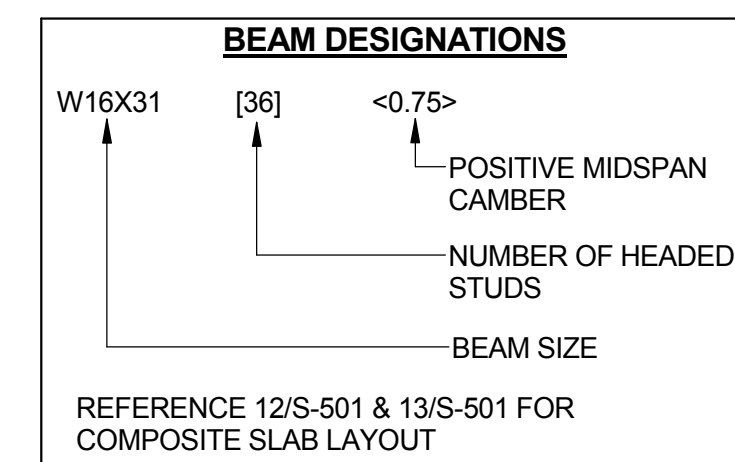 BEAM DESIGNATIONS
W16X31 [36] <0.75>
POSITIVE MIDSPAN
CAMBER
NUMBER OF HEADED
STUDS
BEAM SIZE
REFERENCE 12/S-501 & 13/S-501 FOR
COMPOSITE SLAB LAYOUT